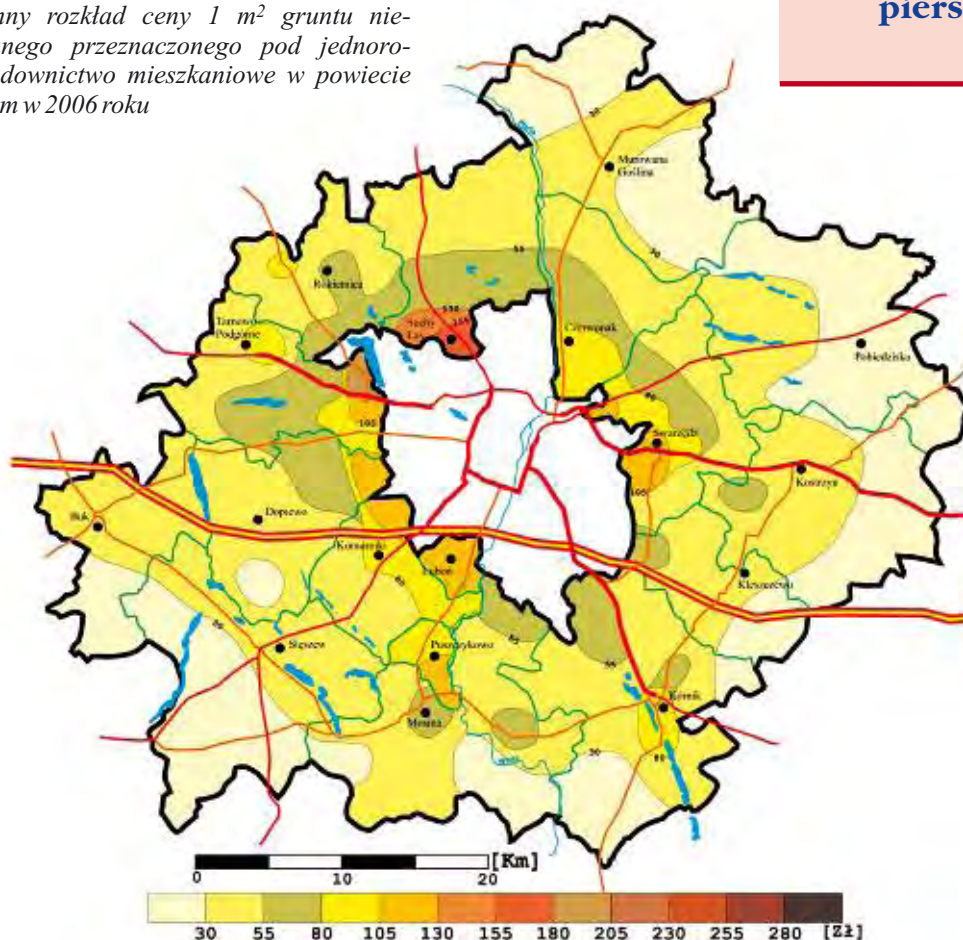 nny rozkład ceny 1 m² gruntu nie-
nego przeznaczonego pod jednoro-
downictwo mieszkaniowe w powiecie
m w 2006 roku
piers
30
Murowana
Goślina
30
55
Rokietnica
130
Suchy
Las
155
Tarnowo
Podgórne
Czerwonak
Pobiedziska
80
105
Swarzędz
105
Kostrzyn
Buk
Dopiewo
Komorniki
Luboń
80
Kleszczewo
30
55
Stęszew
Puszczykowo
55
Mosina
Kórnik
30
80
[Km]
0 10 20
30 55 80 105 130 155 180 205 230 255 280 [Zł]